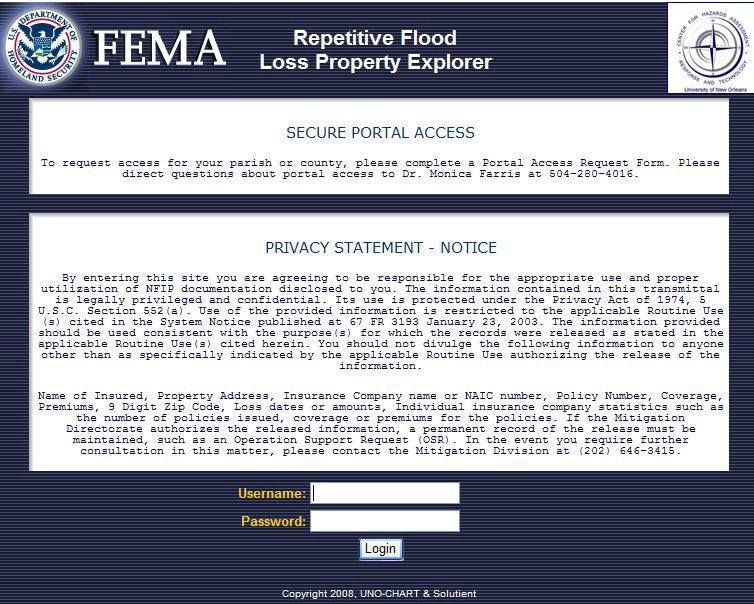 U.S. DEPARTMENT OF
HOMELAND SECURITY
FEMA
Repetitive Flood
Loss Property Explorer
CENTER FOR HAZARDS ASSESSMENT
RESPONSE AND TECHNOLOGY
University of New Orleans
SECURE PORTAL ACCESS
To request access for your parish or county, please complete a Portal Access Request Form. Please
direct questions about portal access to Dr. Monica Farris at 504-280-4016.
PRIVACY STATEMENT - NOTICE
By entering this site you are agreeing to be responsible for the appropriate use and proper
utilization of NFIP documentation disclosed to you. The information contained in this transmittal
is legally privileged and confidential. Its use is protected under the Privacy Act of 1974, 5
U.S.C. Section 552(a). Use of the provided information is restricted to the applicable Routine Use
(s) cited in the System Notice published at 67 FR 3193 January 23, 2003. The information provided
should be used consistent with the purpose(s) for which the records were released as stated in the
applicable Routine Use(s) cited herein. You should not divulge the following information to anyone
other than as specifically indicated by the applicable Routine Use authorizing the release of the
information.
Name of Insured, Property Address, Insurance Company name or NAIC number, Policy Number, Coverage,
Premiums, 9 Digit Zip Code, Loss dates or amounts, Individual insurance company statistics such as
the number of policies issued, coverage or premiums for the policies. If the Mitigation
Directorate authorizes the released information, a permanent record of the release must be
maintained, such as an Operation Support Request (OSR). In the event you require further
consultation in this matter, please contact the Mitigation Division at (202) 646-3415.
Username:
Password:
Login
Copyright 2008, UNO-CHART & Solutient